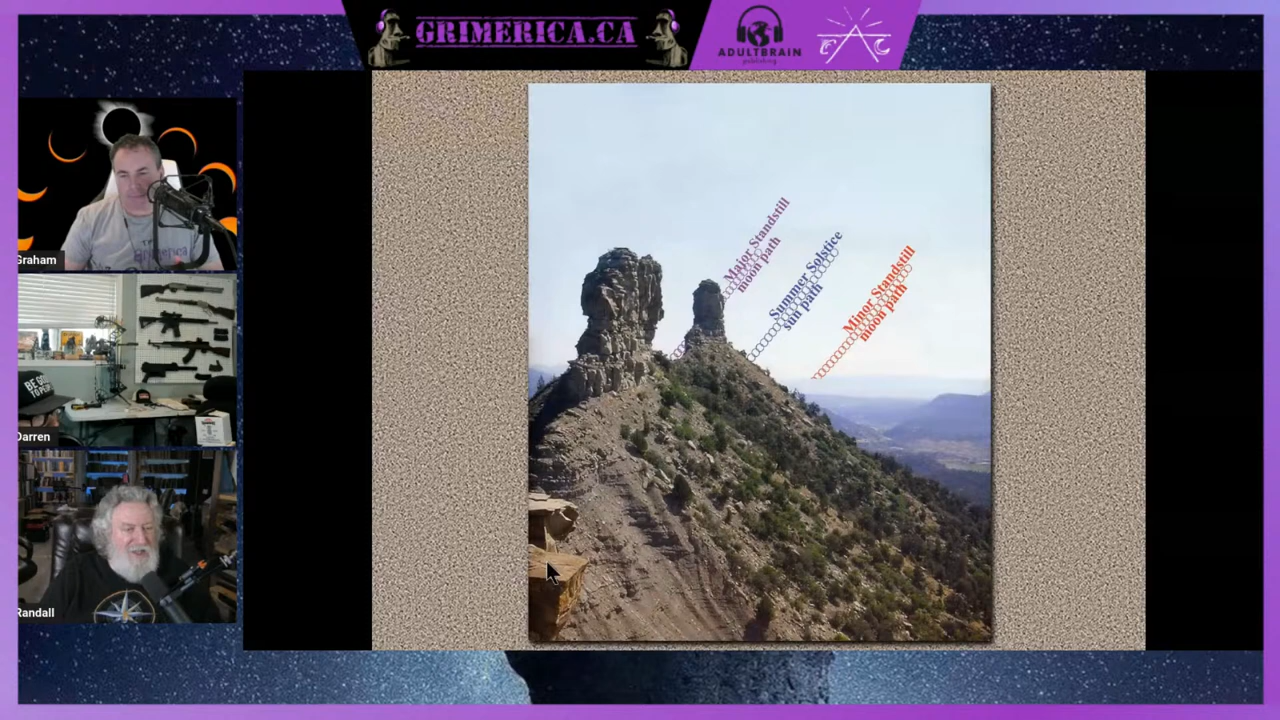 GRIMERICA.CA
ADULTBRAIN
publishing
Graham
Darren
Randall
Major Standstill
moon path
Summer Solstice
sun path
Minor Standstill
moon path